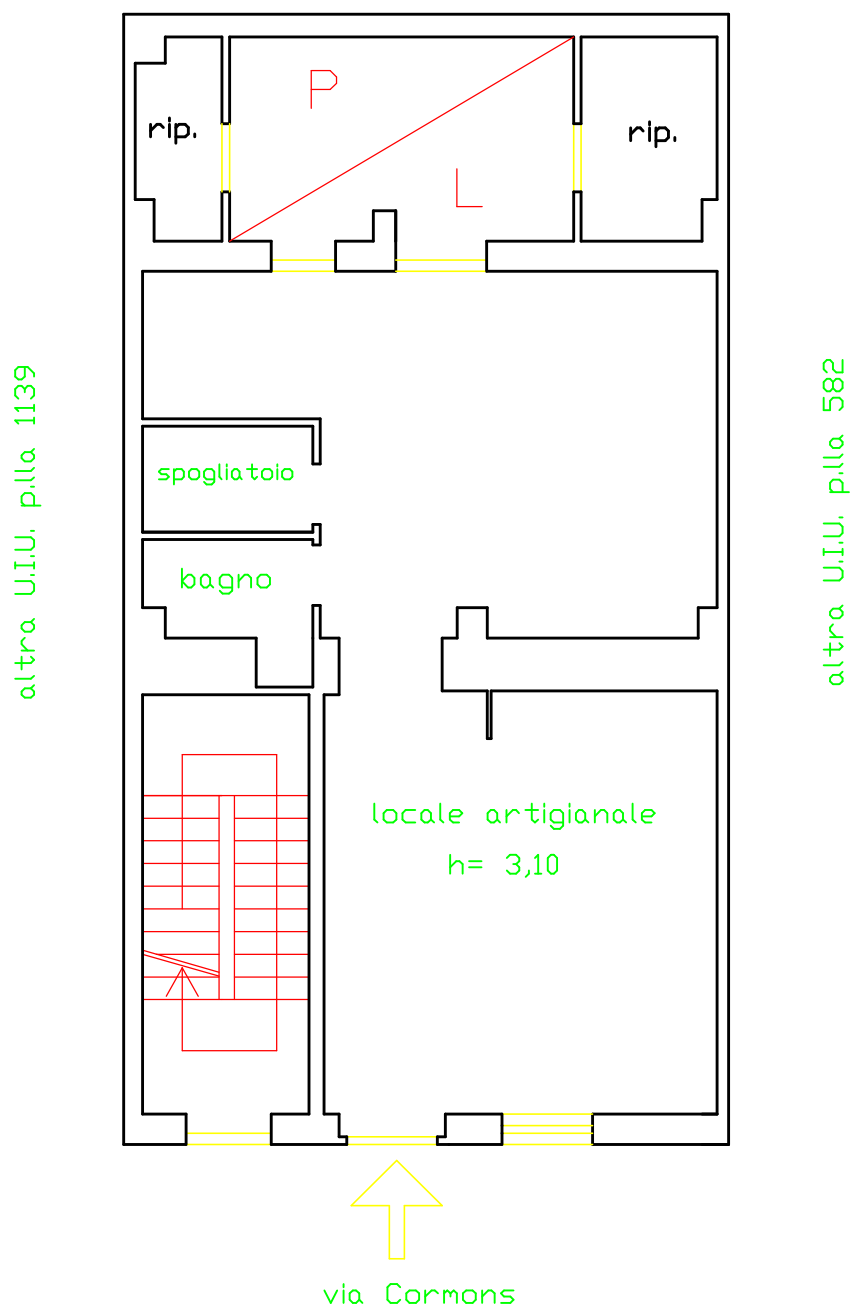 P
L
rip.
rip.
altra U.I.U. p.lla 1139
altra U.I.U. p.lla 582
spogliatoio
bagno
locale artigianale
h= 3,10
via Cormons